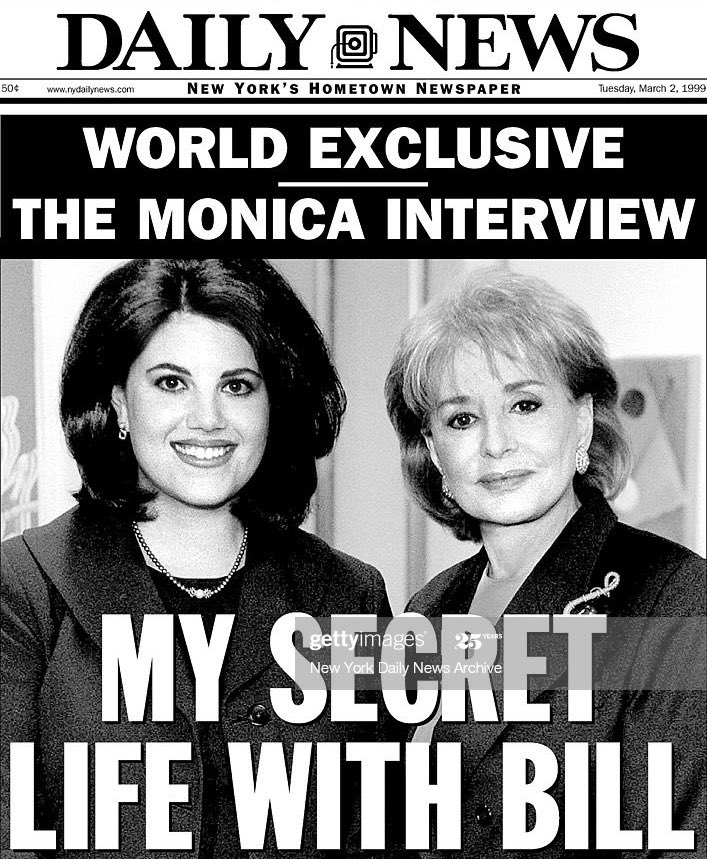 DAILY NEWS
50¢ www.nydailynews.com NEW YORK'S HOMETOWN NEWSPAPER Tuesday, March 2, 1999
WORLD EXCLUSIVE
THE MONICA INTERVIEW
MY SECRET
gettyimages® 25 YEARS
New York Daily News Archive
LIFE WITH BILL